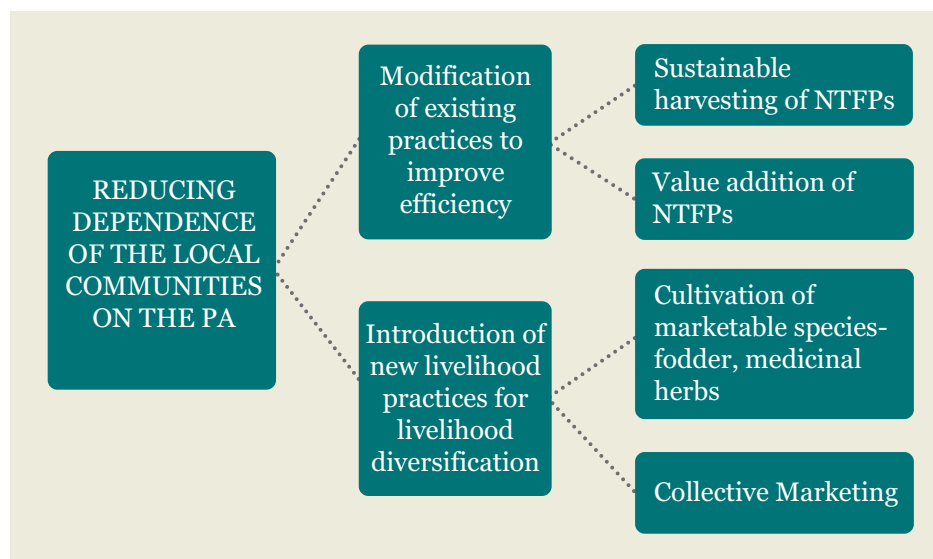 REDUCING
DEPENDENCE
OF THE LOCAL
COMMUNITIES
ON THE PA
Modification
of existing
practices to
improve
efficiency
Sustainable
harvesting of NTFPs
Value addition of
NTFPs
Introduction of
new livelihood
practices for
livelihood
diversification
Cultivation of
marketable species-
fodder, medicinal
herbs
Collective Marketing